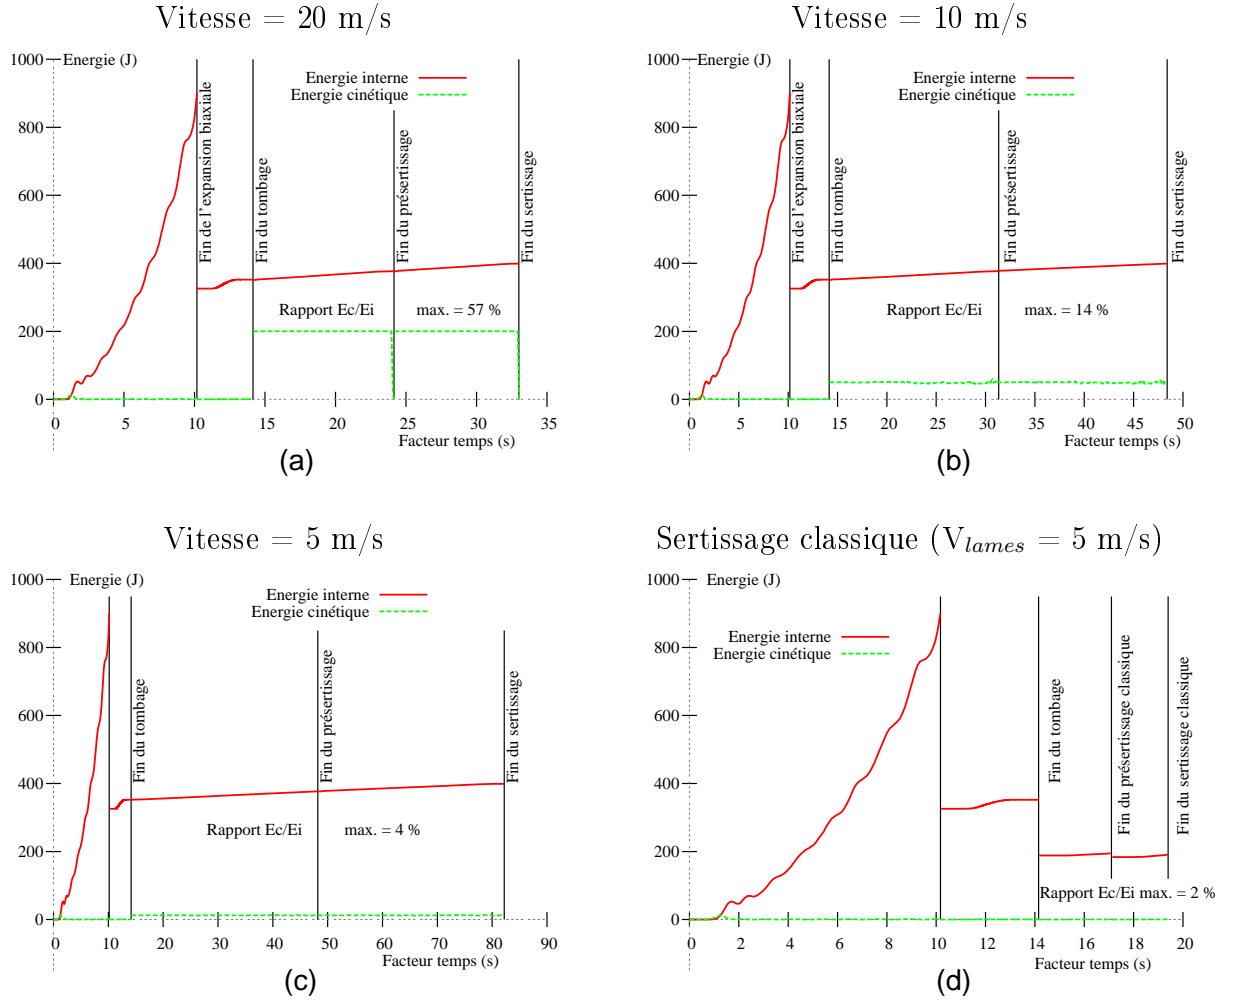 Vitesse = 20 m/s
Energie (J)
1000
800
600
400
200
0
Energie interne
Energie cinétique
Fin de l'expansion biaxiale
Fin du tombage
Fin du présertissage
Fin du sertissage
Rapport Ec/Ei max. = 57 %
0 5 10 15 20 25 30 35
Facteur temps (s)
(a)
Vitesse = 10 m/s
Energie (J)
1000
800
600
400
200
0
Energie interne
Energie cinétique
Fin de l'expansion biaxiale
Fin du tombage
Fin du présertissage
Fin du sertissage
Rapport Ec/Ei max. = 14 %
0 5 10 15 20 25 30 35 40 45 50
Facteur temps (s)
(b)
Vitesse = 5 m/s
Energie (J)
1000
800
600
400
200
0
Energie interne
Energie cinétique
Fin du tombage
Fin du présertissage
Fin du sertissage
Rapport Ec/Ei max. = 4 %
0 10 20 30 40 50 60 70 80 90
Facteur temps (s)
(c)
Sertissage classique (V_lames = 5 m/s)
Energie (J)
1000
800
600
400
200
0
Energie interne
Energie cinétique
Fin du tombage
Fin du présertissage classique
Fin du sertissage classique
Rapport Ec/Ei max. = 2 %
0 2 4 6 8 10 12 14 16 18 20
Facteur temps (s)
(d)